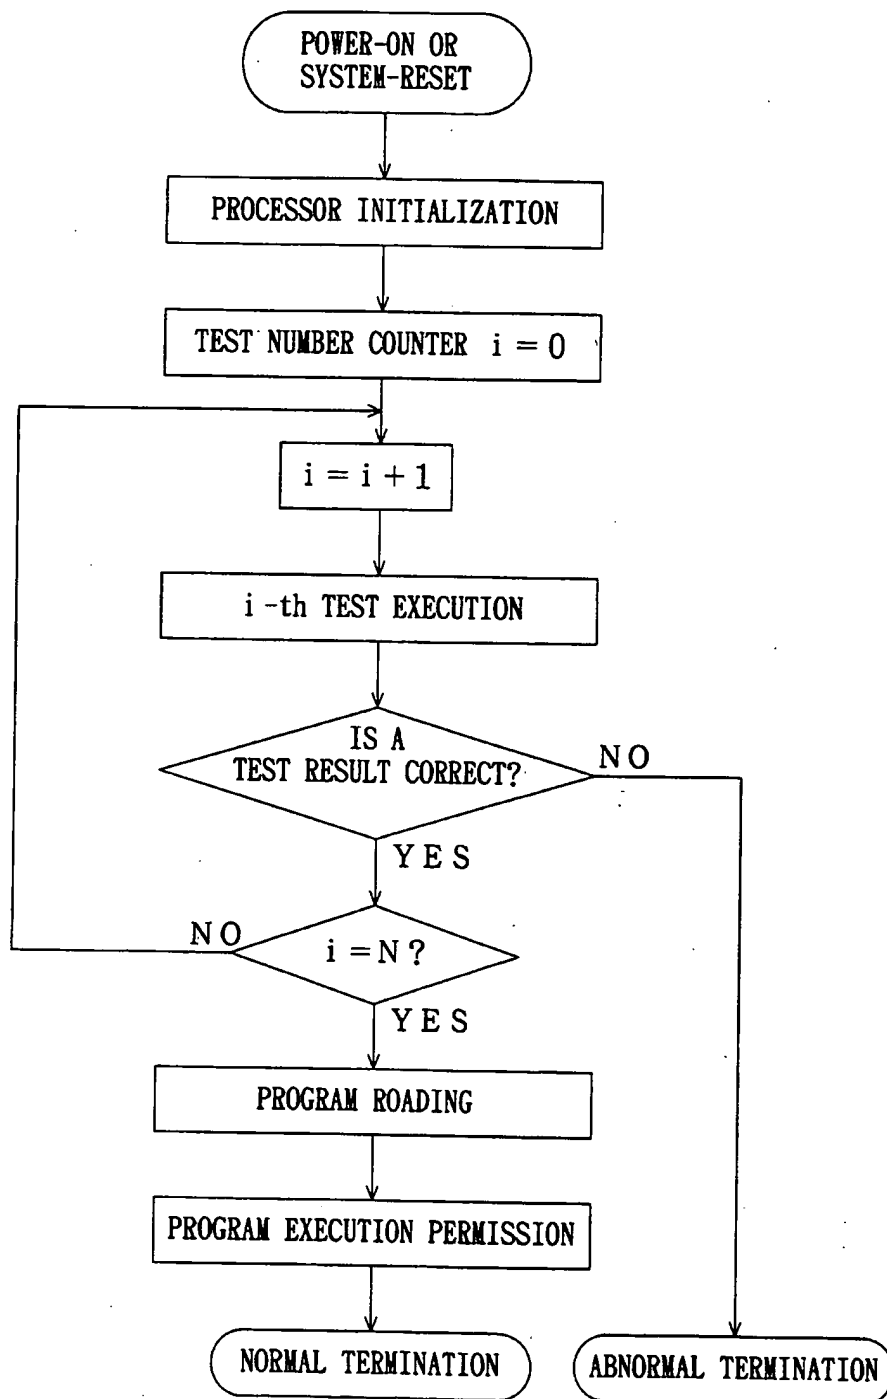 POWER-ON OR
SYSTEM-RESET
PROCESSOR INITIALIZATION
TEST NUMBER COUNTER i = 0
i = i + 1
i -th TEST EXECUTION
IS A
TEST RESULT CORRECT?
NO
YES
NO
i = N ?
YES
PROGRAM ROADING
PROGRAM EXECUTION PERMISSION
NORMAL TERMINATION
ABNORMAL TERMINATION